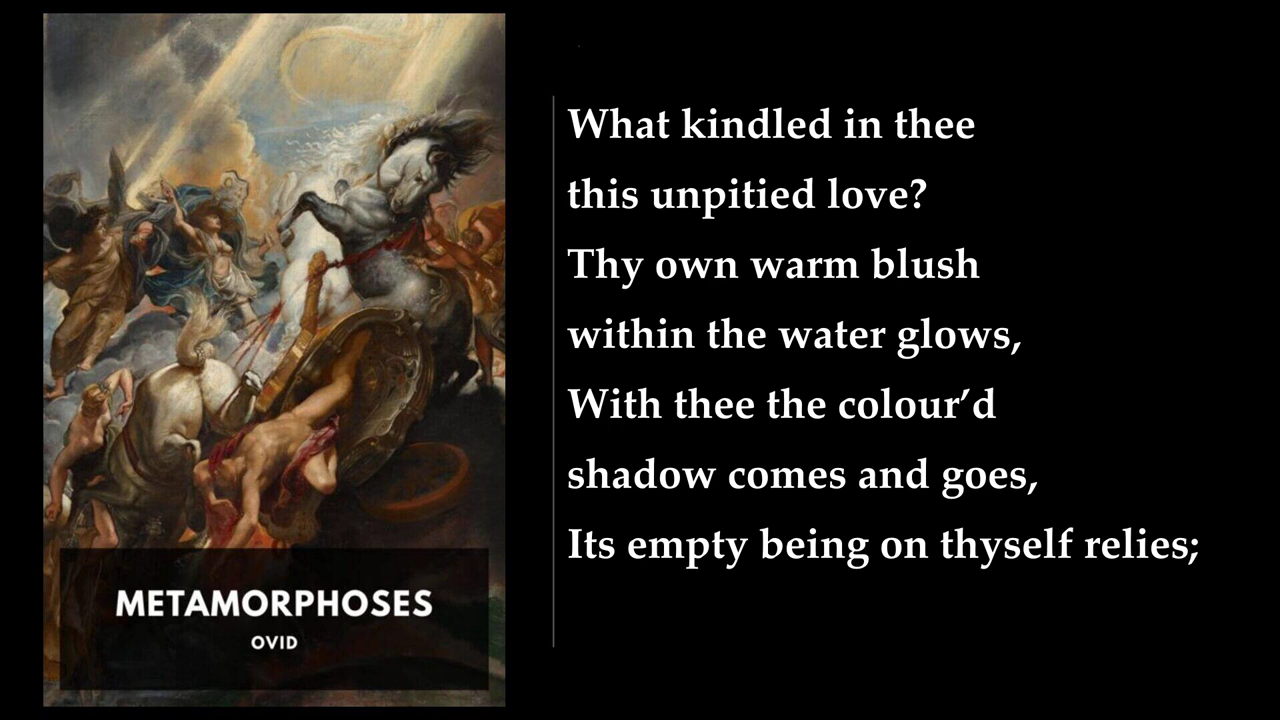 METAMORPHOSES
OVID
What kindled in thee
this unpitied love?
Thy own warm blush
within the water glows,
With thee the colour’d
shadow comes and goes,
Its empty being on thyself relies;